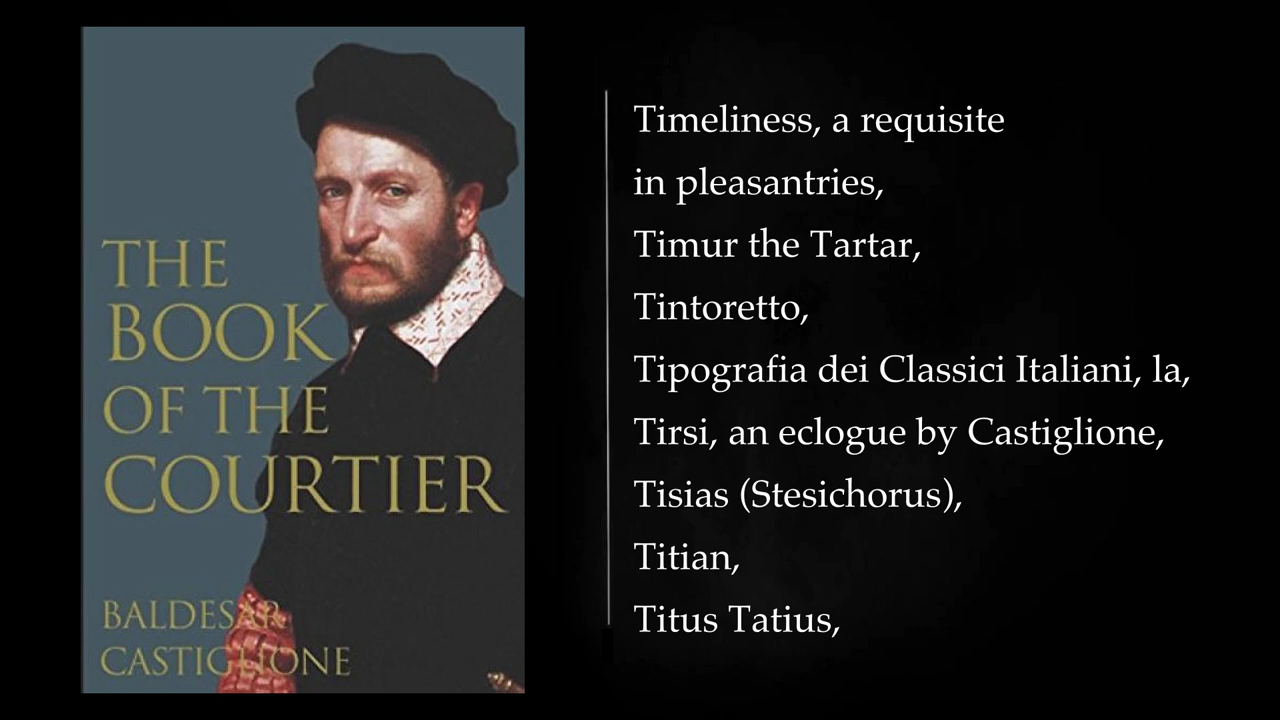 THE
BOOK
OF THE
COURTIER
BALDESAR
CASTIGLIONE
Timeliness, a requisite
in pleasantries,
Timur the Tartar,
Tintoretto,
Tipografia dei Classici Italiani, la,
Tirsi, an eclogue by Castiglione,
Tisias (Stesichorus),
Titian,
Titus Tatius,